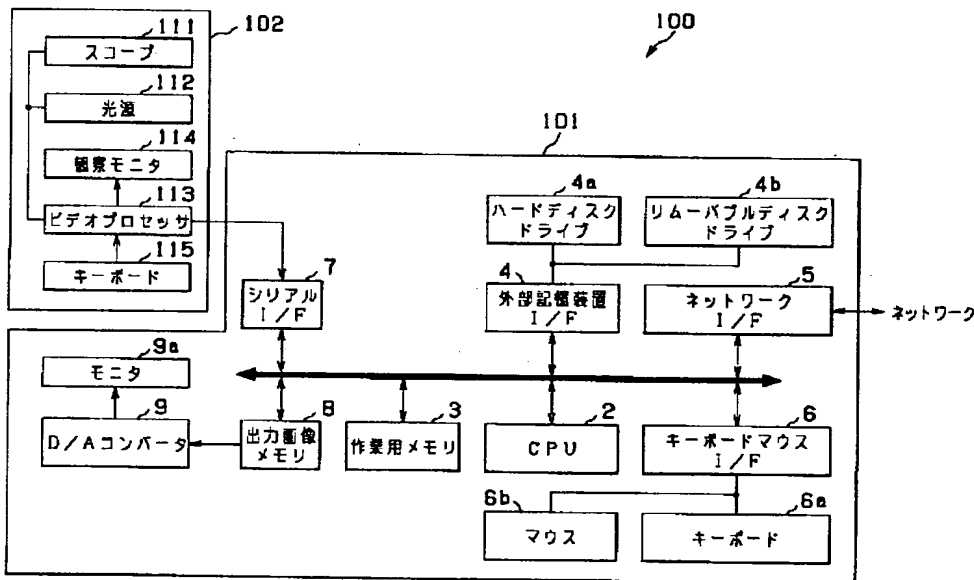 111
スコープ
102
100
112
光源
114
観察モニタ
113
ビデオプロセッサ
115
キーボード
101
4a
ハードディスク
ドライブ
4b
リムーバブルディスク
ドライブ
7
シリアル
I/F
4
外部記憶装置
I/F
5
ネットワーク
I/F
ネットワーク
9a
モニタ
9
D/Aコンバータ
8
出力画像
メモリ
3
作業用メモリ
2
CPU
6
キーボードマウス
I/F
6b
マウス
6a
キーボード